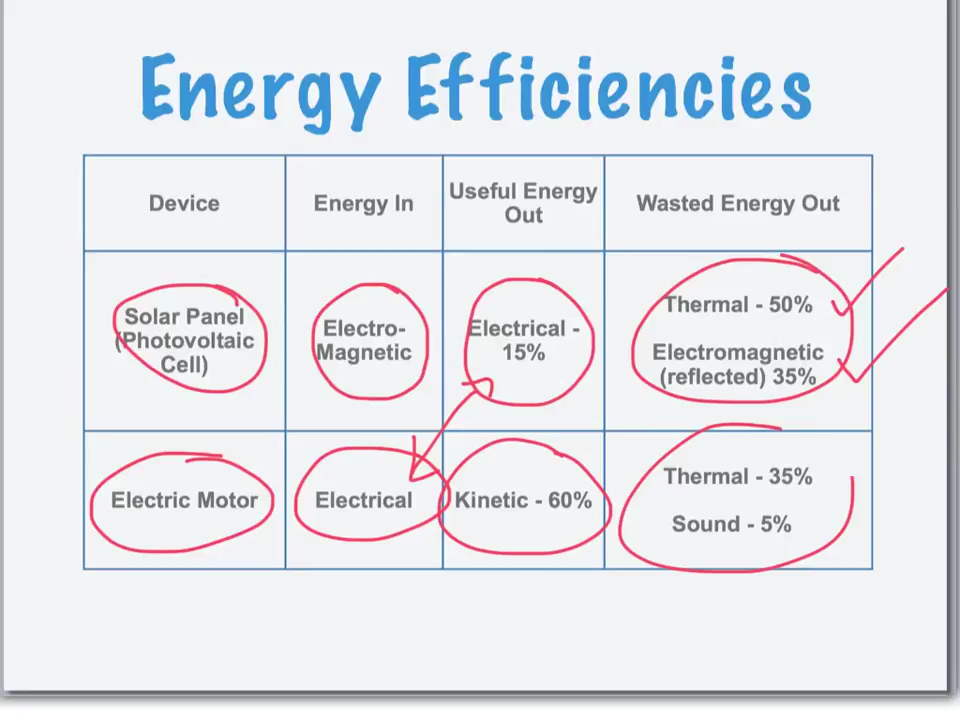 Energy Efficiencies
Device
Energy In
Useful Energy
Out
Wasted Energy Out
Solar Panel
(Photovoltaic
Cell)
Electro-
Magnetic
Electrical -
15%
Thermal - 50%
Electromagnetic
(reflected) 35%
Electric Motor
Electrical
Kinetic - 60%
Thermal - 35%
Sound - 5%